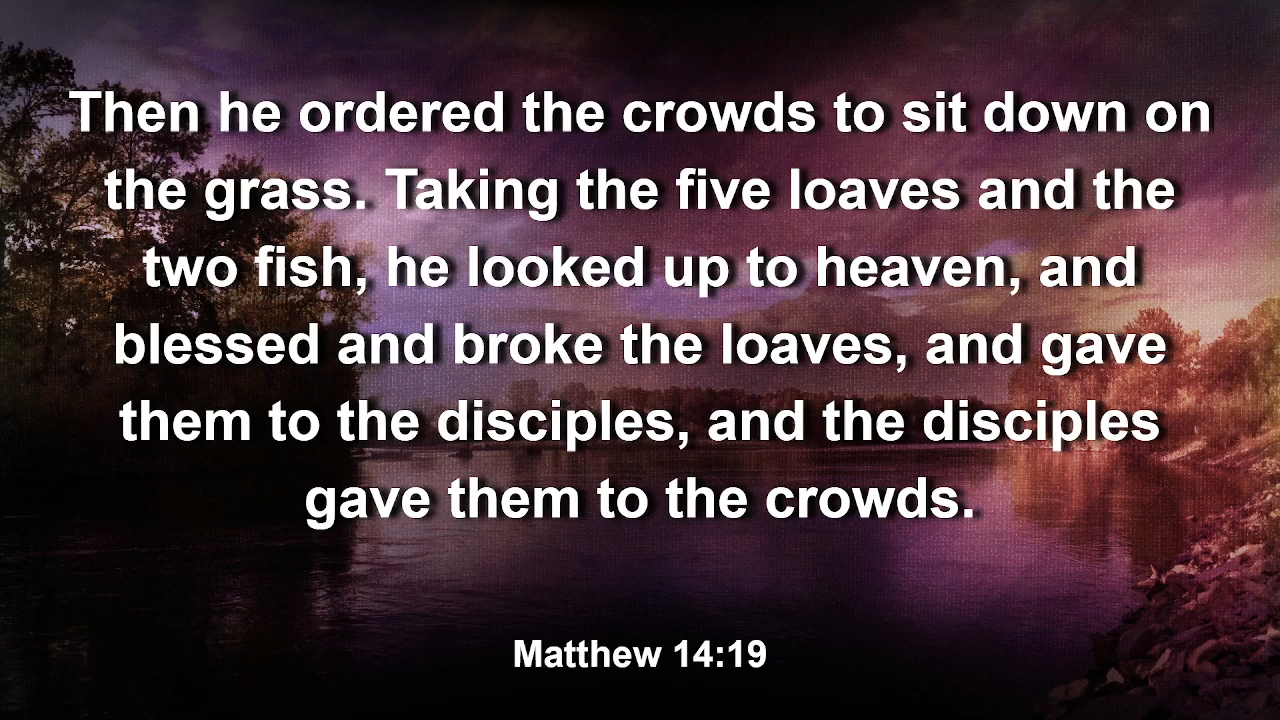 Then he ordered the crowds to sit down on
the grass. Taking the five loaves and the
two fish, he looked up to heaven, and
blessed and broke the loaves, and gave
them to the disciples, and the disciples
gave them to the crowds.
Matthew 14:19